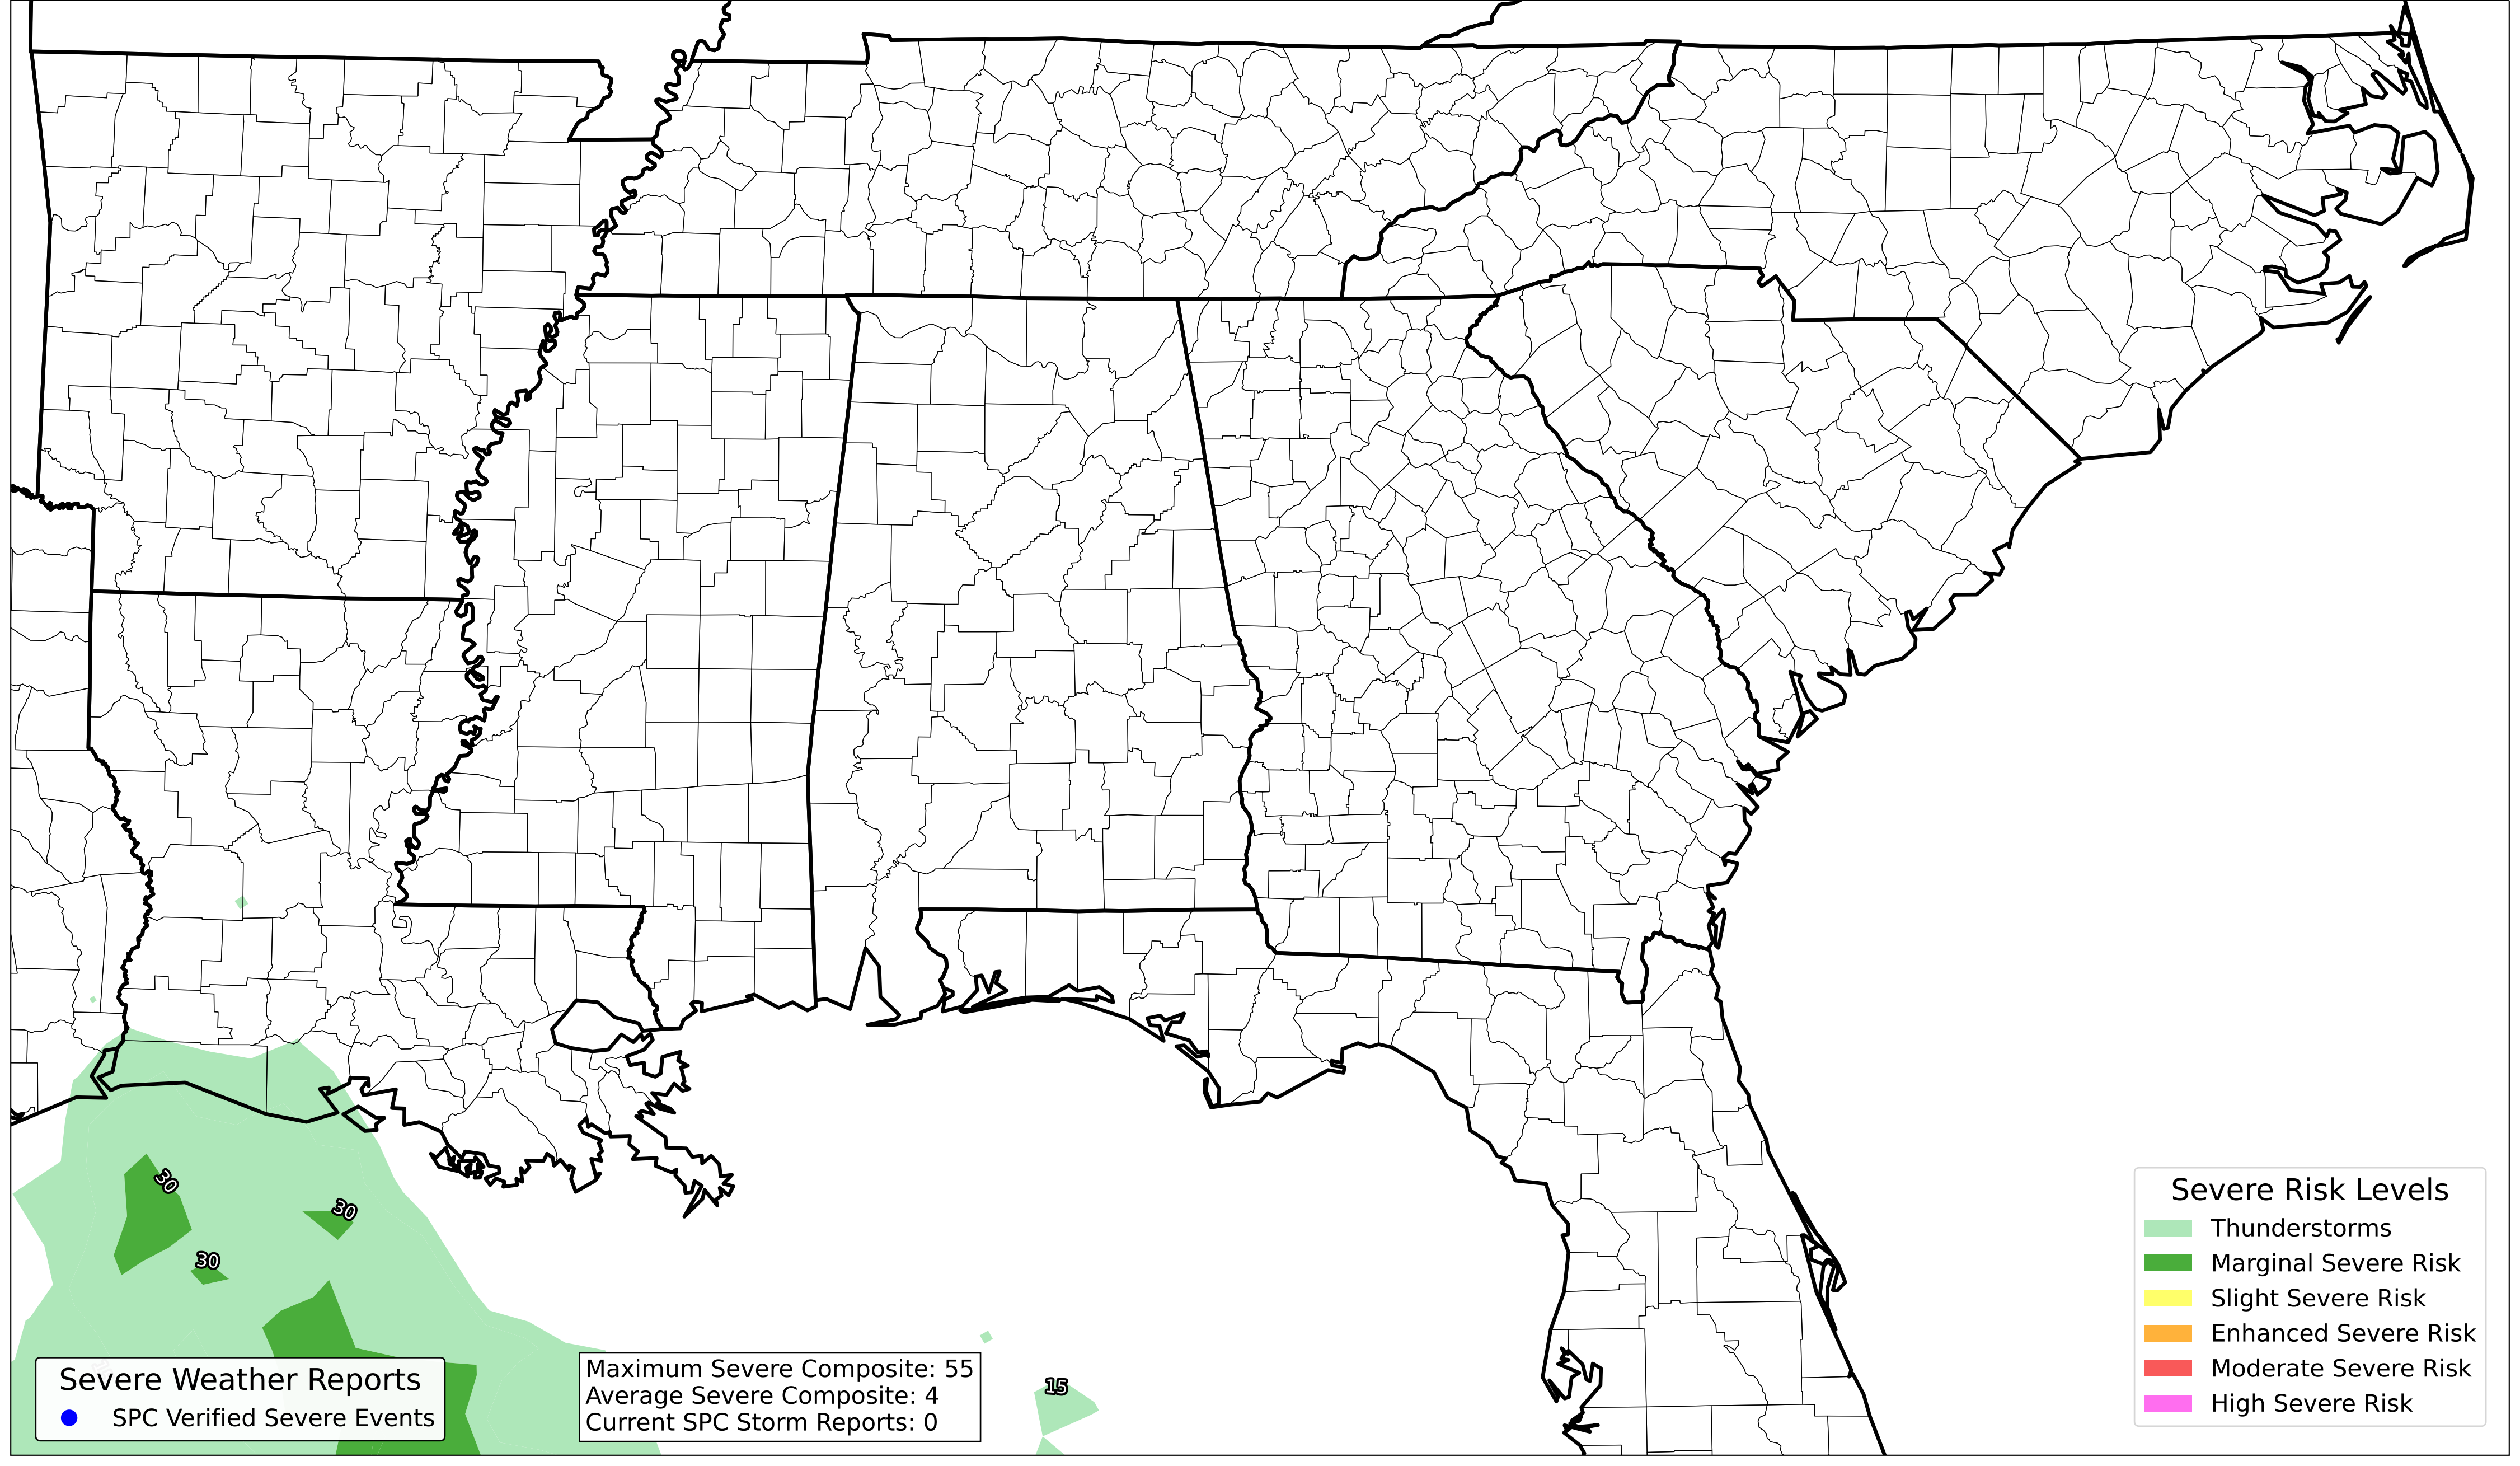 30
30
30
15
Severe Weather Reports
SPC Verified Severe Events
Maximum Severe Composite: 55
Average Severe Composite: 4
Current SPC Storm Reports: 0
Severe Risk Levels
Thunderstorms
Marginal Severe Risk
Slight Severe Risk
Enhanced Severe Risk
Moderate Severe Risk
High Severe Risk